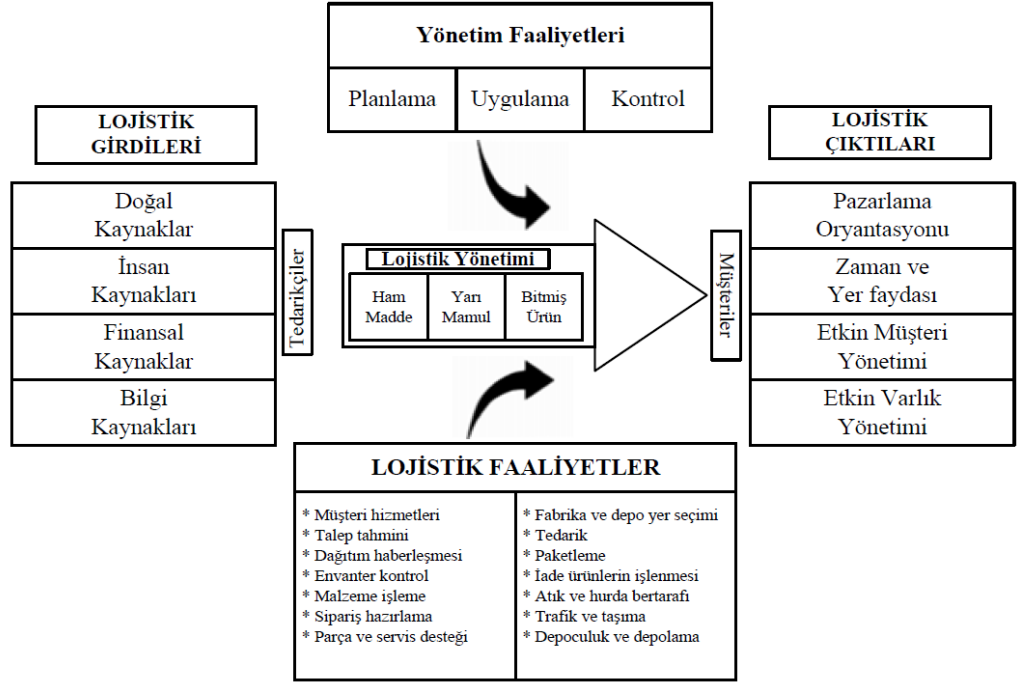 Yönetim Faaliyetleri
Planlama
Uygulama
Kontrol
LOJİSTİK
GİRDİLERİ
Doğal
Kaynaklar
İnsan
Kaynakları
Finansal
Kaynaklar
Bilgi
Kaynakları
Tedarikçiler
Lojistik Yönetimi
Ham
Madde
Yarı
Mamul
Bitmiş
Ürün
Müşteriler
LOJİSTİK
ÇIKTILARI
Pazarlama
Oryantasyonu
Zaman ve
Yer faydası
Etkin Müşteri
Yönetimi
Etkin Varlık
Yönetimi
LOJİSTİK FAALİYETLER
* Müşteri hizmetleri
* Talep tahmini
* Dağıtım haberleşmesi
* Envanter kontrol
* Malzeme işleme
* Sipariş hazırlama
* Parça ve servis desteği
* Fabrika ve depo yer seçimi
* Tedarik
* Paketleme
* İade ürünlerin işlenmesi
* Atık ve hurda bertarafı
* Trafik ve taşıma
* Depoculuk ve depolama